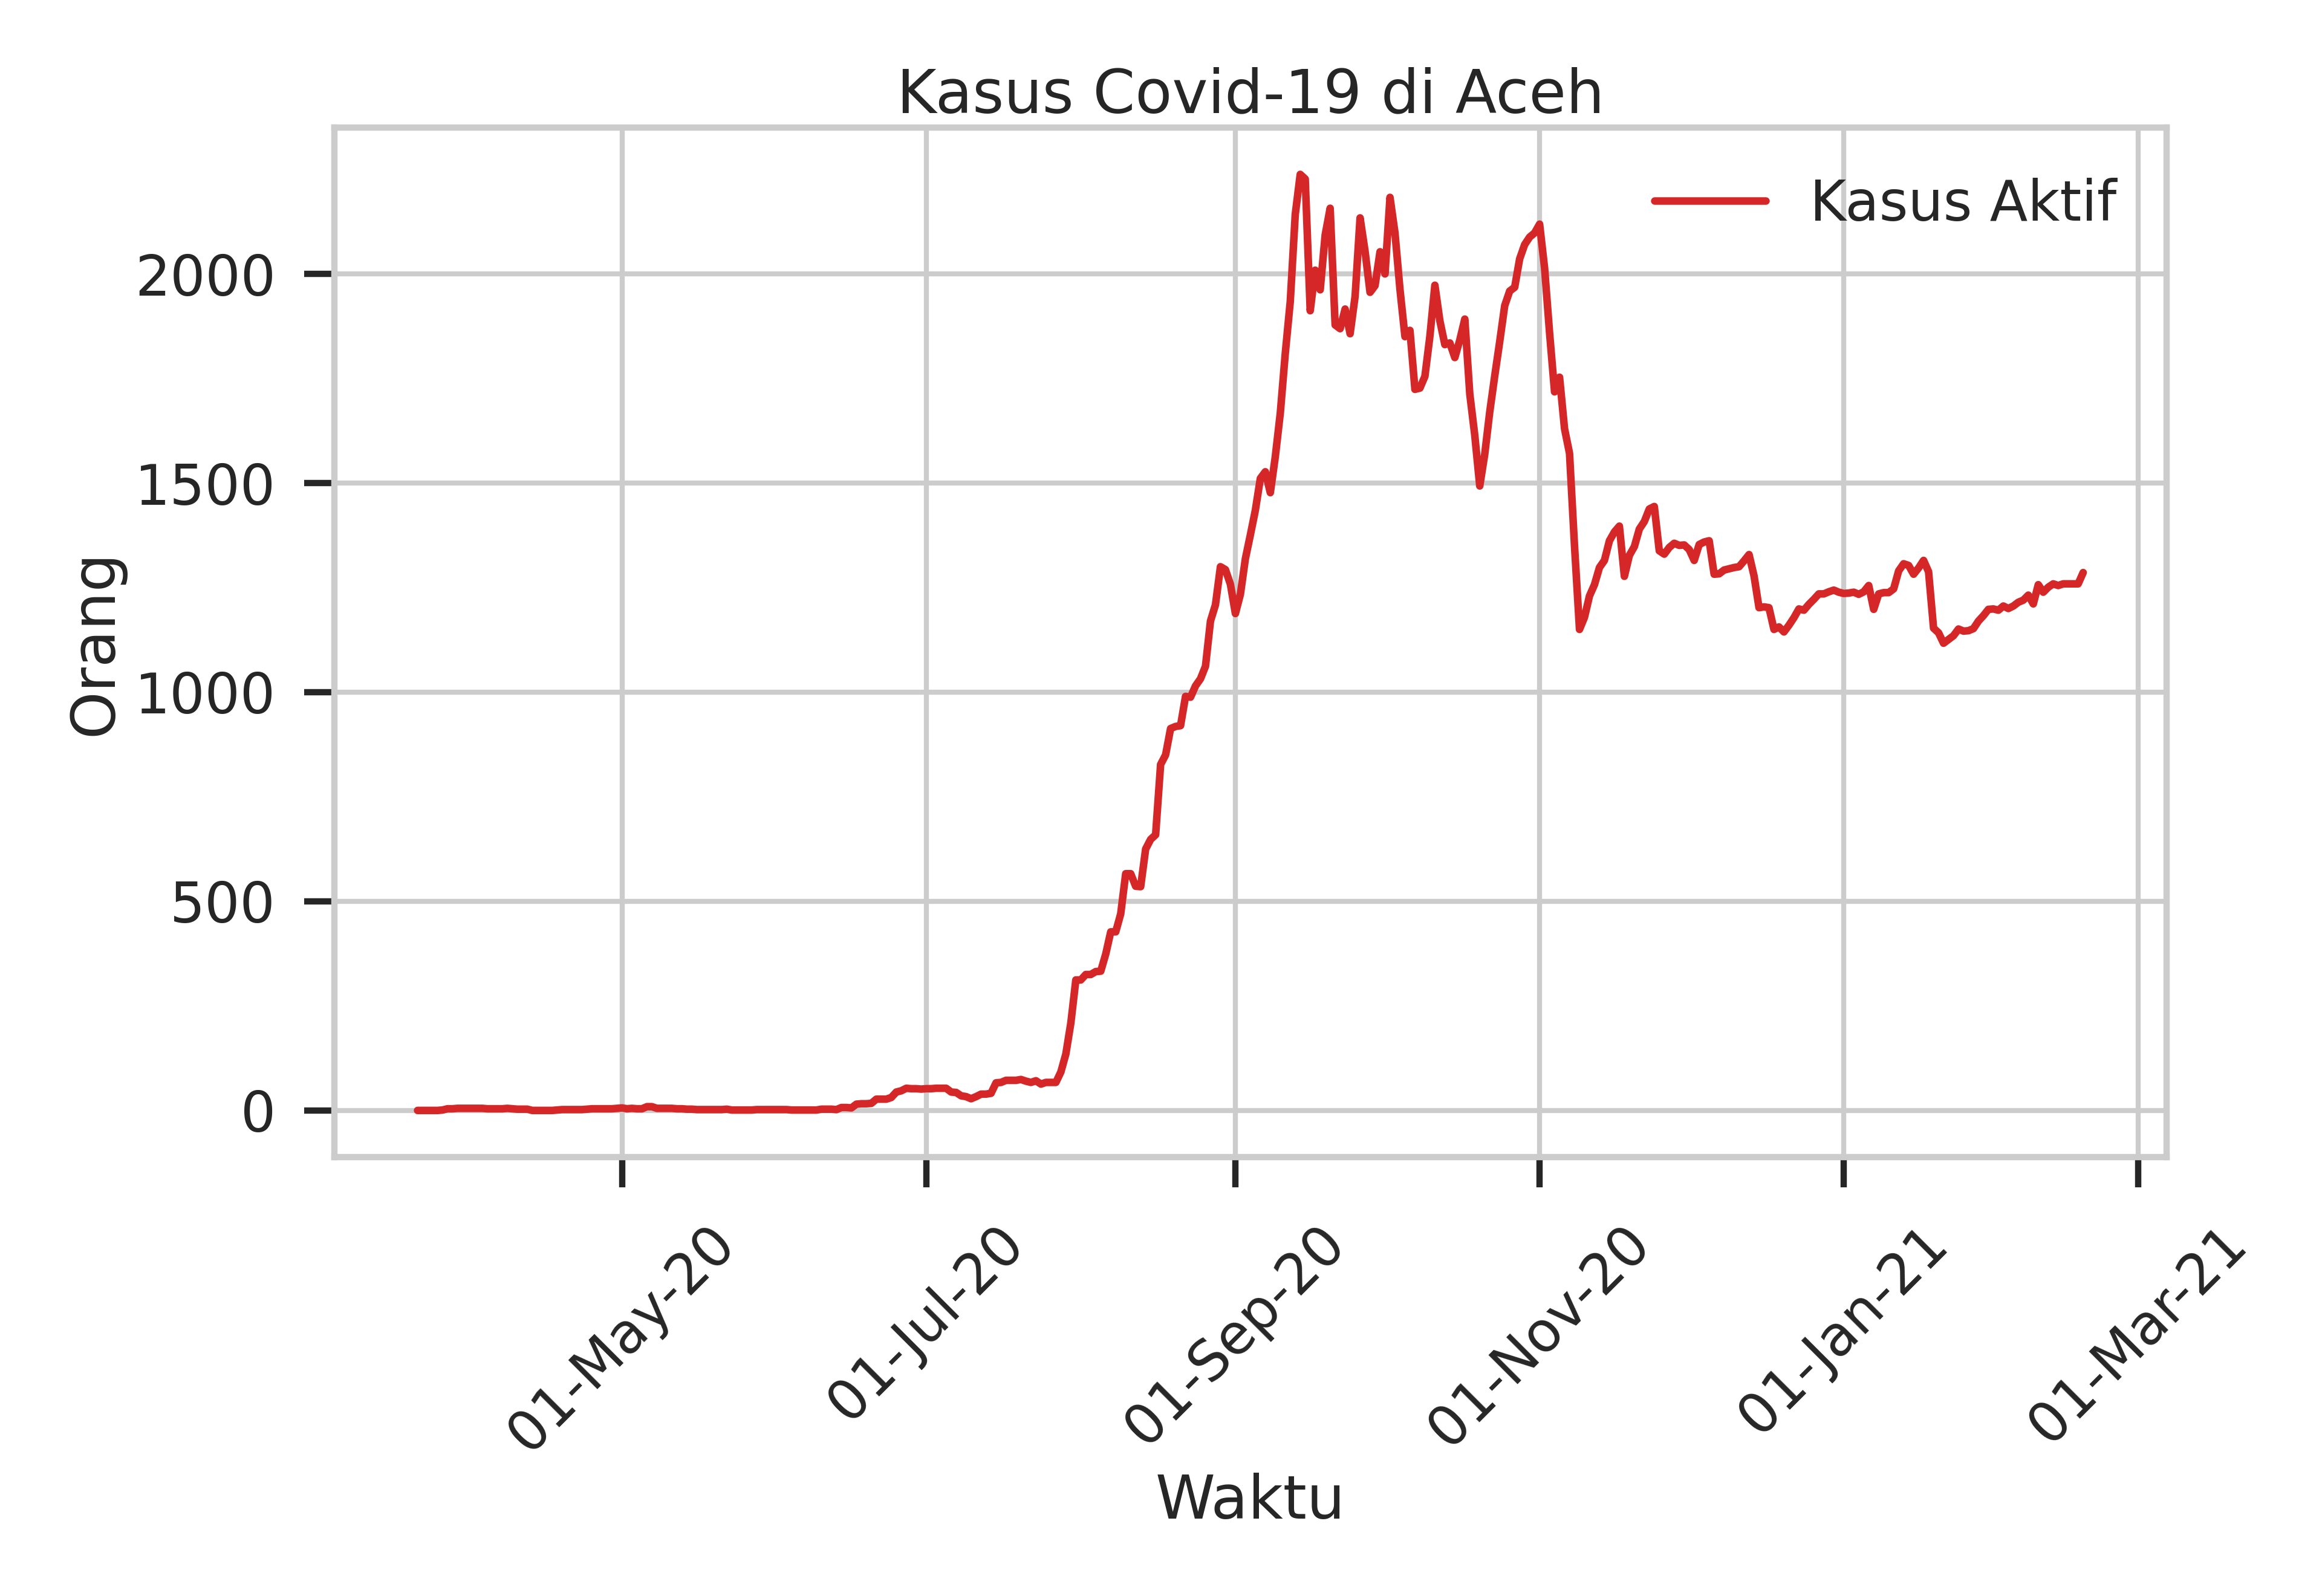 Kasus Covid-19 di Aceh
Kasus Aktif
Orang
2000
1500
1000
500
0
01-May-20
01-Jul-20
01-Sep-20
01-Nov-20
01-Jan-21
01-Mar-21
Waktu